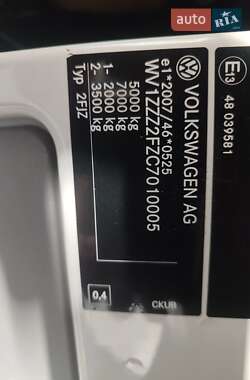 AUTO.RIA
VOLKSWAGEN AG
e1*2007/46*0525
WV1ZZZ2FZC7010005
5000 kg
7000 kg
1- 2000 kg
2- 3500 kg
Typ 2FJZ
0,4
CKUB
E13
48 039581